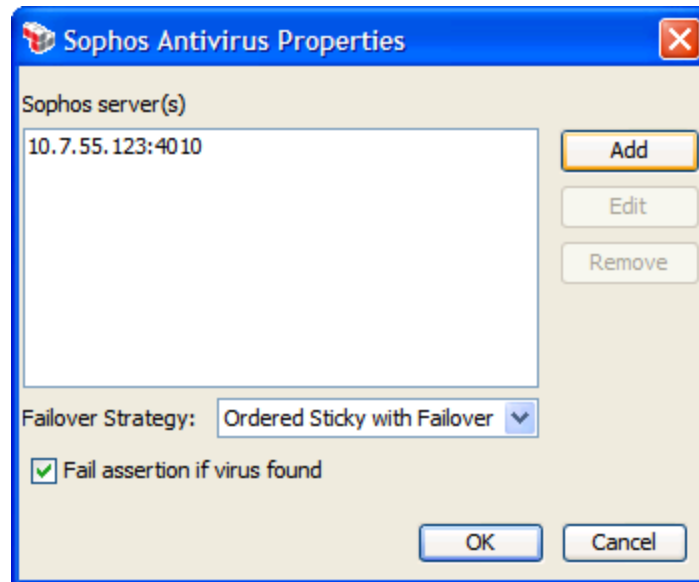 Sophos Antivirus Properties
Sophos server(s)
10.7.55.123:4010
Add
Edit
Remove
Failover Strategy: Ordered Sticky with Failover
Fail assertion if virus found
OK Cancel